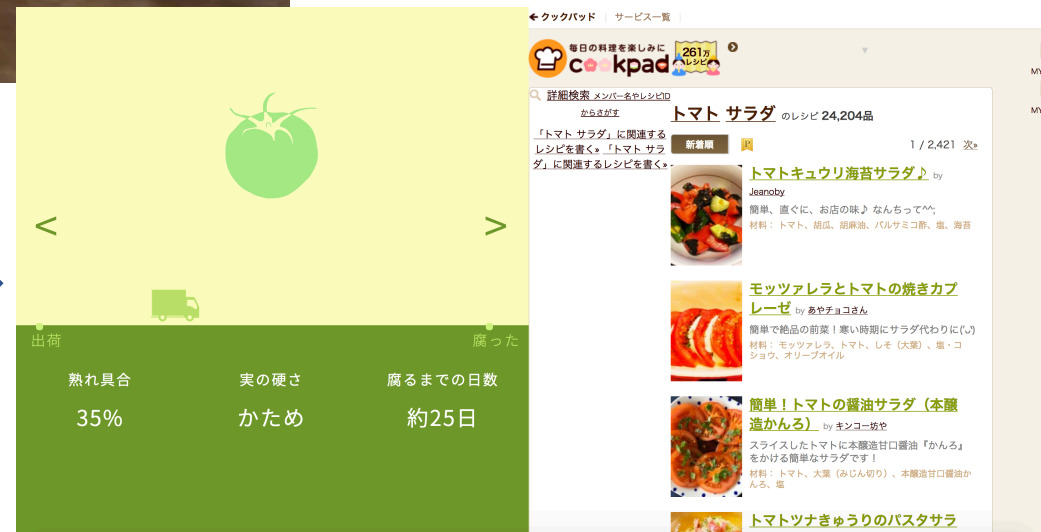 <
>
出荷
腐った
熟れ具合
実の硬さ
腐るまでの日数
35%
かため
約25日
クックパッド
サービス一覧
毎日の料理を楽しみに
cookpad
261万
レシピ
MY
MY
詳細検索 メンバー名やレシピID
からさがす
「トマト サラダ」に関連する
レシピを書く» 「トマト サラ
ダ」に関連するレシピを書く»
トマト サラダ のレシピ 24,204品
新着順
1 / 2,421 次»
トマトキュウリ海苔サラダ♪ by
Jeanoby
簡単、直ぐに、お店の味♪ なんちって^^;
材料： トマト、胡瓜、胡麻油、バルサミコ酢、塩、海苔
モッツァレラとトマトの焼きカプ
レーゼ by あやチョコさん
簡単で絶品の前菜！寒い時期にサラダ代わりに('ᴗ')
材料： モッツァレラ、トマト、しそ（大葉）、塩・コ
ショウ、オリーブオイル
簡単！トマトの醤油サラダ（本醸
造かんろ） by キンコー坊や
スライスしたトマトに本醸造甘口醤油『かんろ』
をかける簡単なサラダです！
材料： トマト、大葉（みじん切り）、本醸造甘口醤油か
んろ、塩
トマトツナきゅうりのパスタサラ